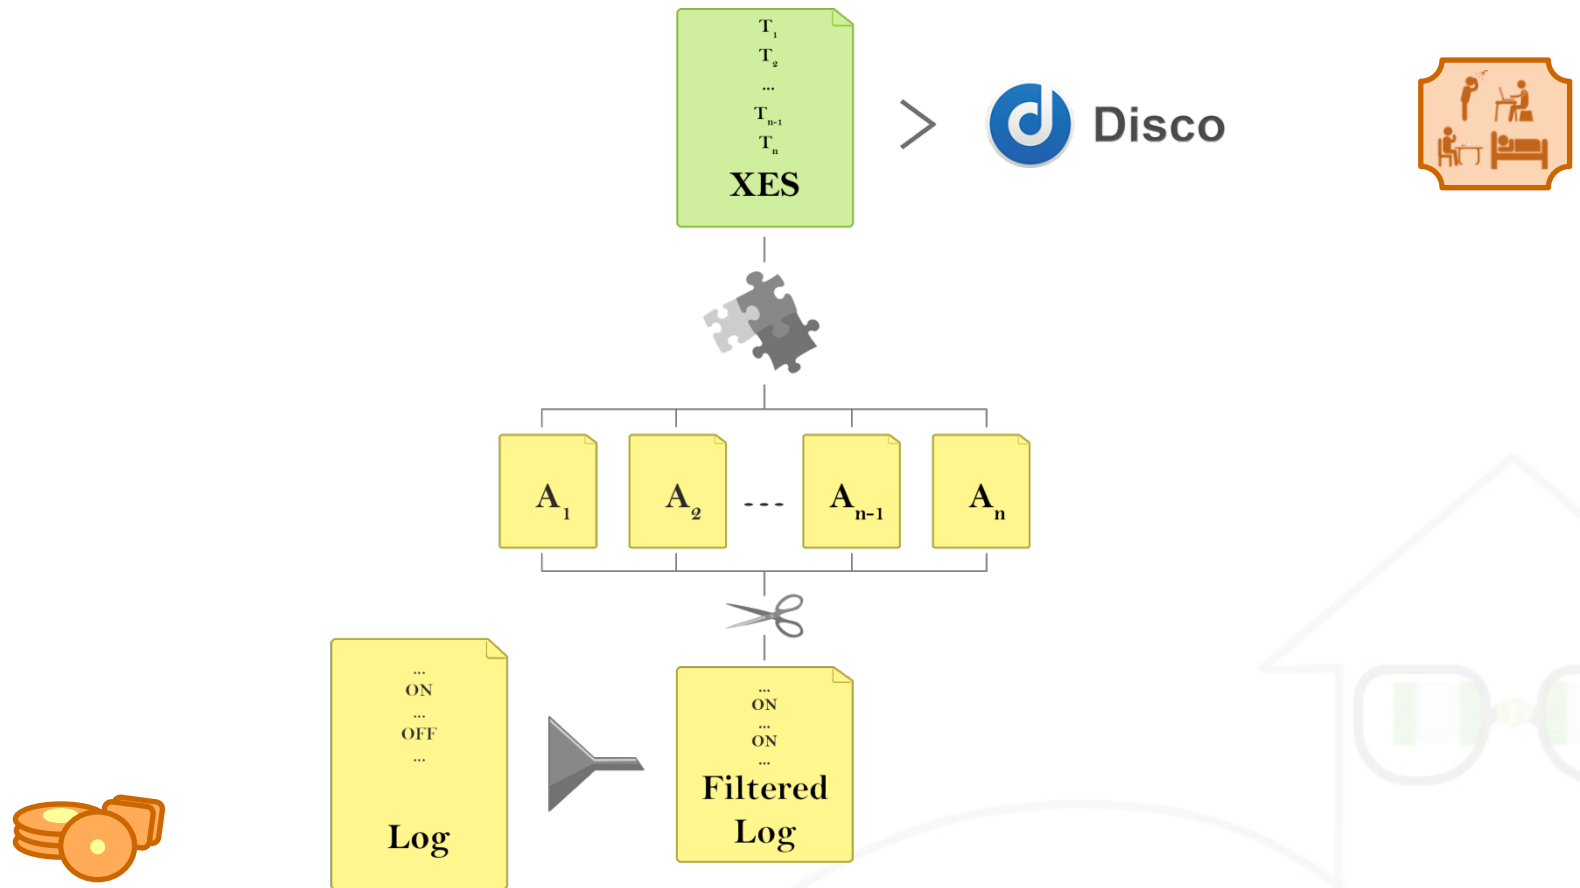 T1
T2
...
Tn-1
Tn
XES
Disco
A1
A2
---
An-1
An
...
ON
...
OFF
...
Log
...
ON
...
ON
...
Filtered
Log